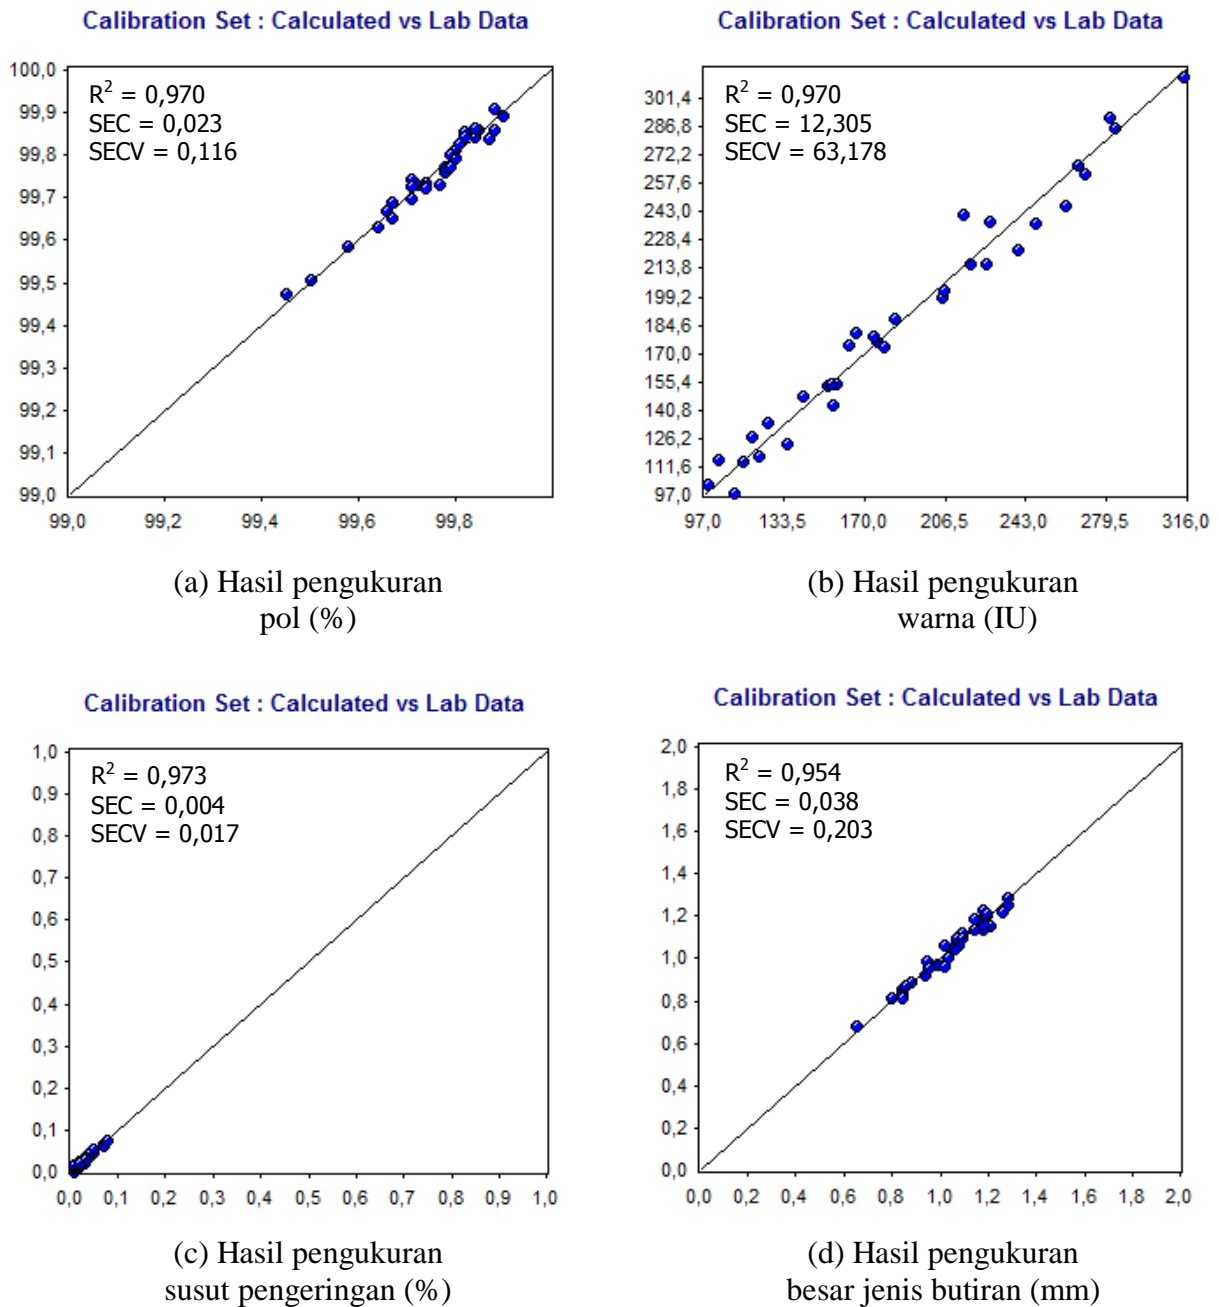 Calibration Set : Calculated vs Lab Data
100,0
99,9
99,8
99,7
99,6
99,5
99,4
99,3
99,2
99,1
99,0
R² = 0,970
SEC = 0,023
SECV = 0,116
99,0 99,2 99,4 99,6 99,8
(a) Hasil pengukuran
pol (%)
Calibration Set : Calculated vs Lab Data
301,4
286,8
272,2
257,6
243,0
228,4
213,8
199,2
184,6
170,0
155,4
140,8
126,2
111,6
97,0
R² = 0,970
SEC = 12,305
SECV = 63,178
97,0 133,5 170,0 206,5 243,0 279,5 316,0
(b) Hasil pengukuran
warna (IU)
Calibration Set : Calculated vs Lab Data
1,0
0,9
0,8
0,7
0,6
0,5
0,4
0,3
0,2
0,1
0,0
R² = 0,973
SEC = 0,004
SECV = 0,017
0,0 0,1 0,2 0,3 0,4 0,5 0,6 0,7 0,8 0,9 1,0
(c) Hasil pengukuran
susut pengeringan (%)
Calibration Set : Calculated vs Lab Data
2,0
1,8
1,6
1,4
1,2
1,0
0,8
0,6
0,4
0,2
0,0
R² = 0,954
SEC = 0,038
SECV = 0,203
0,0 0,2 0,4 0,6 0,8 1,0 1,2 1,4 1,6 1,8 2,0
(d) Hasil pengukuran
besar jenis butiran (mm)